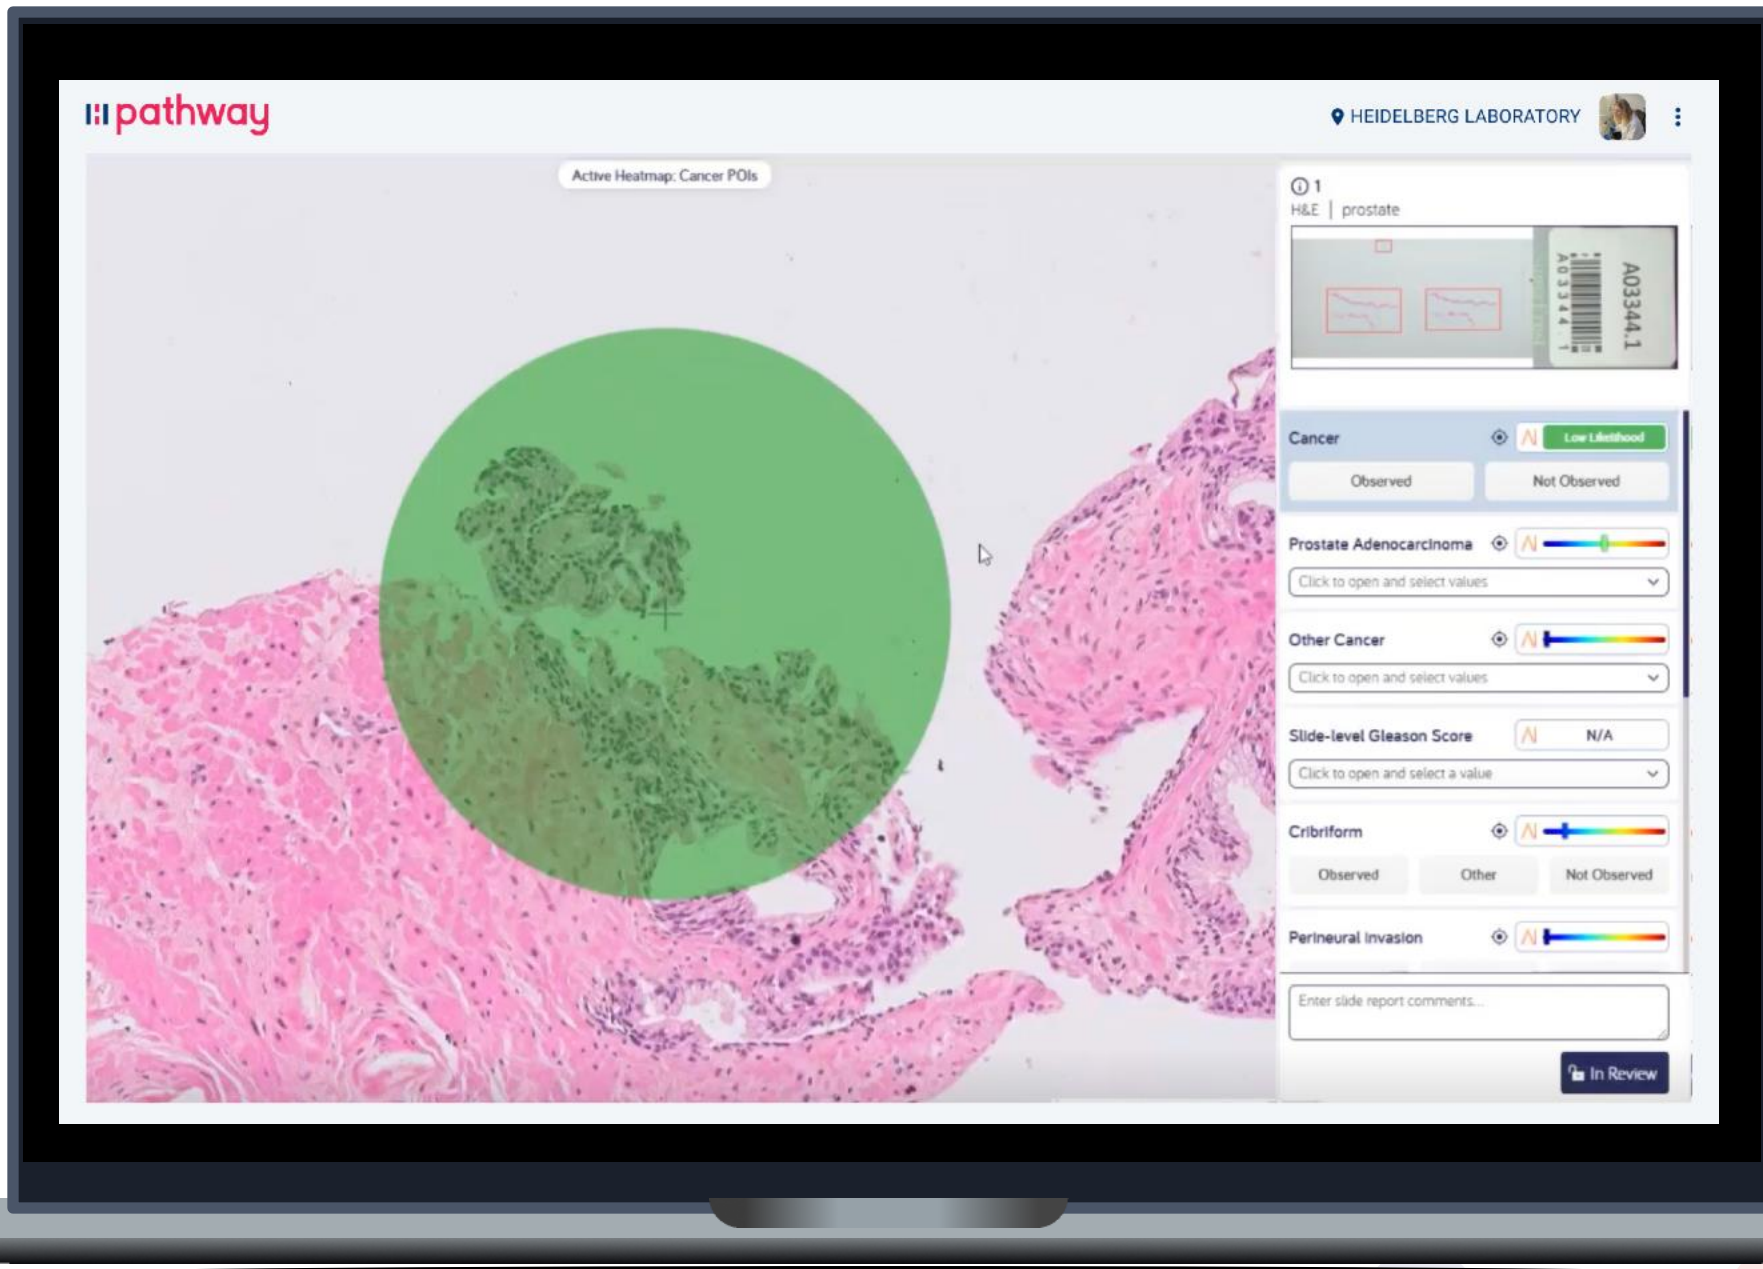 pathway
HEIDELBERG LABORATORY
Active Heatmap: Cancer POIs
1
H&E | prostate
A03344.1
A03344.1
Cancer
Low Likelihood
Observed
Not Observed
Prostate Adenocarcinoma
Click to open and select values
Other Cancer
Click to open and select values
Slide-level Gleason Score
N/A
Click to open and select a value
Cribriform
Observed
Other
Not Observed
Perineural Invasion
Enter slide report comments...
In Review